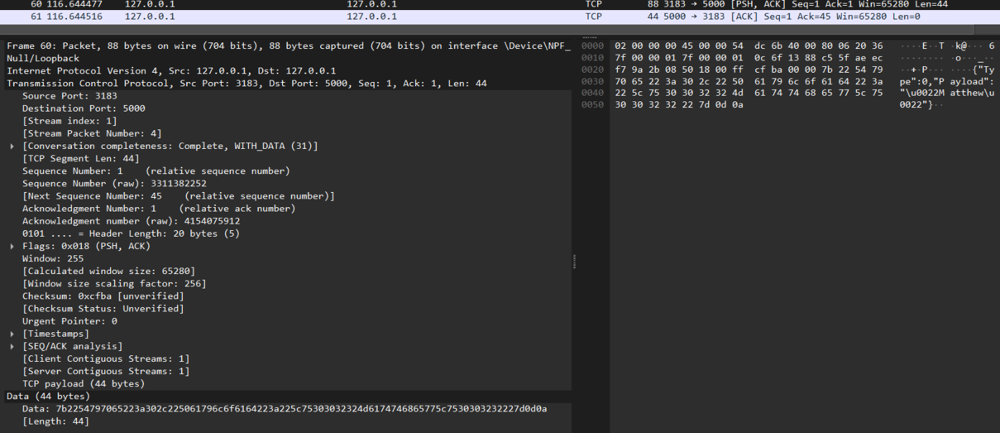 60 116.644477 127.0.0.1 127.0.0.1 TCP 88 3183 → 5000 [PSH, ACK] Seq=1 Ack=1 Win=65280 Len=44
61 116.644516 127.0.0.1 127.0.0.1 TCP 44 5000 → 3183 [ACK] Seq=1 Ack=45 Win=65280 Len=0
Frame 60: Packet, 88 bytes on wire (704 bits), 88 bytes captured (704 bits) on interface \Device\NPF_
Null/Loopback
Internet Protocol Version 4, Src: 127.0.0.1, Dst: 127.0.0.1
Transmission Control Protocol, Src Port: 3183, Dst Port: 5000, Seq: 1, Ack: 1, Len: 44
Source Port: 3183
Destination Port: 5000
[Stream index: 1]
[Stream Packet Number: 4]
[Conversation completeness: Complete, WITH_DATA (31)]
[TCP Segment Len: 44]
Sequence Number: 1 (relative sequence number)
Sequence Number (raw): 3311382252
[Next Sequence Number: 45 (relative sequence number)]
Acknowledgment Number: 1 (relative ack number)
Acknowledgment number (raw): 4154075912
0101 .... = Header Length: 20 bytes (5)
Flags: 0x018 (PSH, ACK)
Window: 255
[Calculated window size: 65280]
[Window size scaling factor: 256]
Checksum: 0xcfba [unverified]
[Checksum Status: Unverified]
Urgent Pointer: 0
[Timestamps]
[SEQ/ACK analysis]
[Client Contiguous Streams: 1]
[Server Contiguous Streams: 1]
TCP payload (44 bytes)
Data (44 bytes)
Data: 7b2254797065223a302c225061796c6f6164223a225c75303032324d6174746865775c7530303232227d0d0a
[Length: 44]
0000 02 00 00 00 45 00 00 54 dc 6b 40 00 80 06 20 36 ····E··T·k@··· 6
0010 7f 00 00 01 7f 00 00 01 0c 6f 13 88 c5 5f ae ec ·········o···_··
0020 f7 9a 2b 08 50 18 00 ff cf ba 00 00 7b 22 54 79 ··+·P·······{"Ty
0030 70 65 22 3a 30 2c 22 50 61 79 6c 6f 61 64 22 3a pe":0,"Payload":
0040 22 5c 75 30 30 32 32 4d 61 74 74 68 65 77 5c 75 "\u0022Matthew\u
0050 30 30 32 32 22 7d 0d 0a 0022"}··